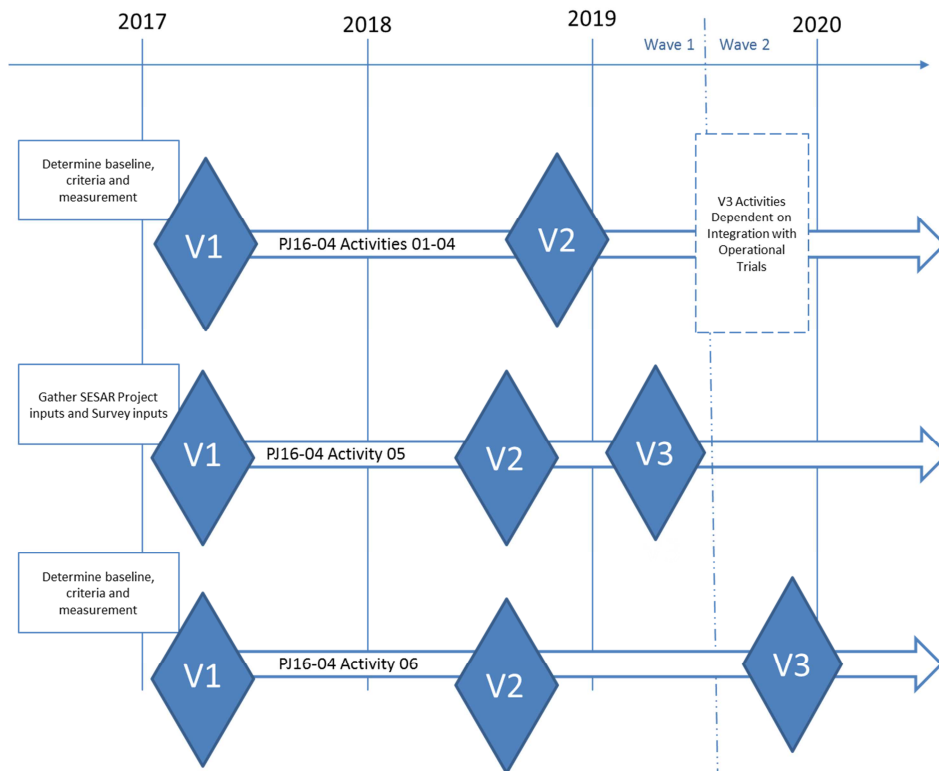 2017
2018
2019
2020
Wave 1
Wave 2
Determine baseline,
criteria and
measurement
V1
PJ16-04 Activities 01-04
V2
V3 Activities
Dependent on
Integration with
Operational
Trials
Gather SESAR Project
inputs and Survey inputs
V1
PJ16-04 Activity 05
V2
V3
Determine baseline,
criteria and
measurement
V1
PJ16-04 Activity 06
V2
V3